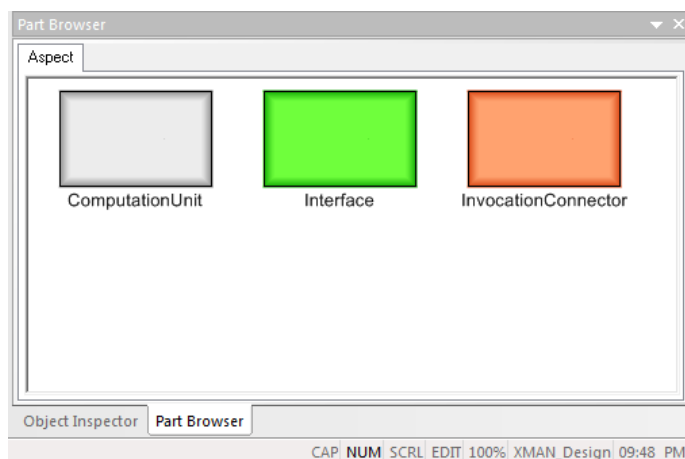 Part Browser
Aspect
ComputationUnit Interface InvocationConnector
Object Inspector Part Browser
CAP NUM SCRL EDIT 100% XMAN_Design 09:48 PM